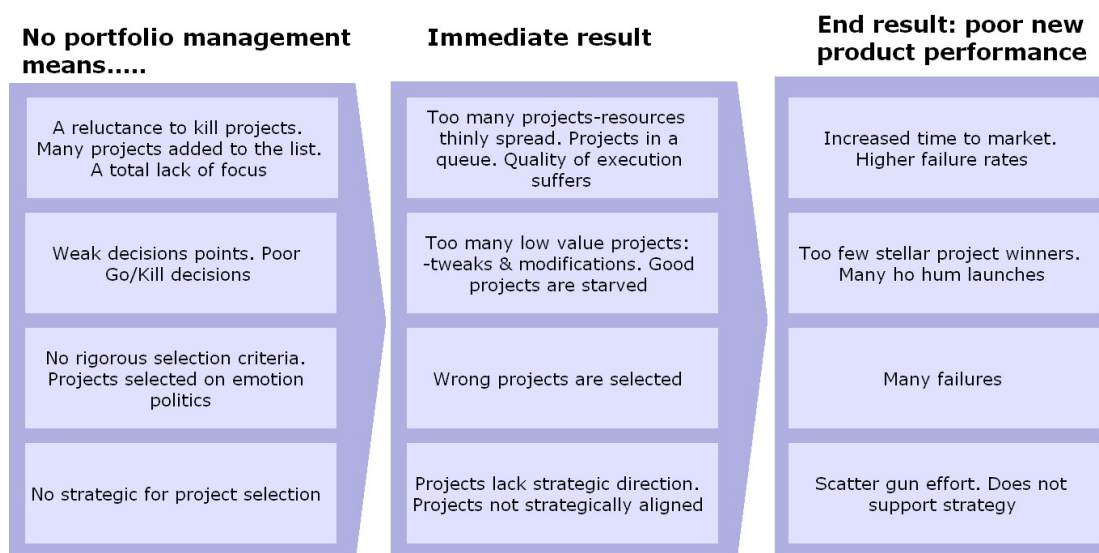 No portfolio management
means.....
A reluctance to kill projects.
Many projects added to the list.
A total lack of focus
Weak decisions points. Poor
Go/Kill decisions
No rigorous selection criteria.
Projects selected on emotion
politics
No strategic for project selection
Immediate result
Too many projects-resources
thinly spread. Projects in a
queue. Quality of execution
suffers
Too many low value projects:
-tweaks & modifications. Good
projects are starved
Wrong projects are selected
Projects lack strategic direction.
Projects not strategically aligned
End result: poor new
product performance
Increased time to market.
Higher failure rates
Too few stellar project winners.
Many ho hum launches
Many failures
Scatter gun effort. Does not
support strategy